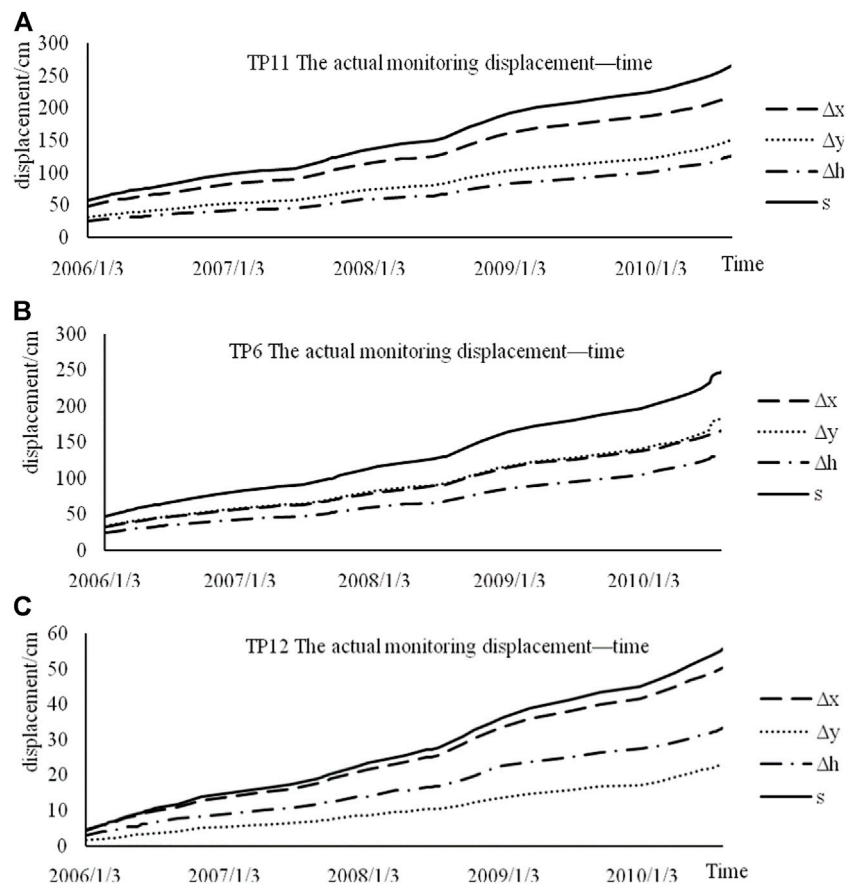 A
TP11 The actual monitoring displacement—time
displacement/cm
300
250
200
150
100
50
0
2006/1/3 2007/1/3 2008/1/3 2009/1/3 2010/1/3 Time
Δx
Δy
Δh
s
B
TP6 The actual monitoring displacement—time
displacement/cm
300
250
200
150
100
50
0
2006/1/3 2007/1/3 2008/1/3 2009/1/3 2010/1/3
Δx
Δy
Δh
s
C
TP12 The actual monitoring displacement—time
displacement/cm
60
50
40
30
20
10
0
2006/1/3 2007/1/3 2008/1/3 2009/1/3 2010/1/3 Time
Δx
Δy
Δh
s